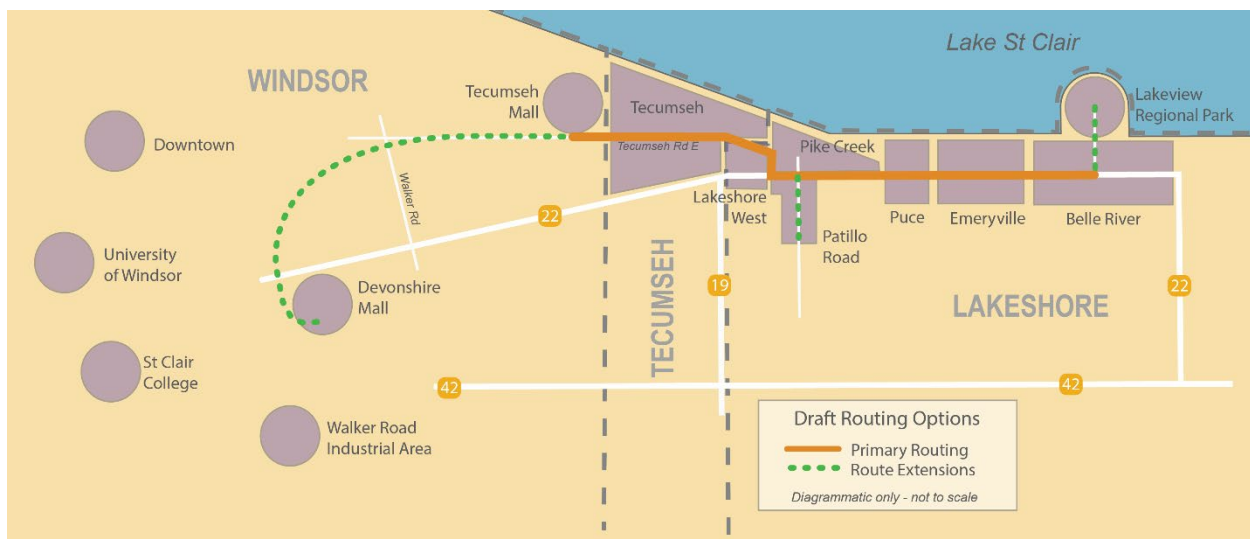 Lake St Clair
WINDSOR
Tecumseh
Mall
Tecumseh
Lakeview
Regional Park
Downtown
Tecumseh Rd E
Pike Creek
Walker Rd
Lakeshore
West
22
Puce
Emeryville
Belle River
Patillo
Road
University
of Windsor
Devonshire
Mall
TECUMSEH
19
22
LAKESHORE
St Clair
College
42
42
Walker Road
Industrial Area
Draft Routing Options
Primary Routing
Route Extensions
Diagrammatic only - not to scale